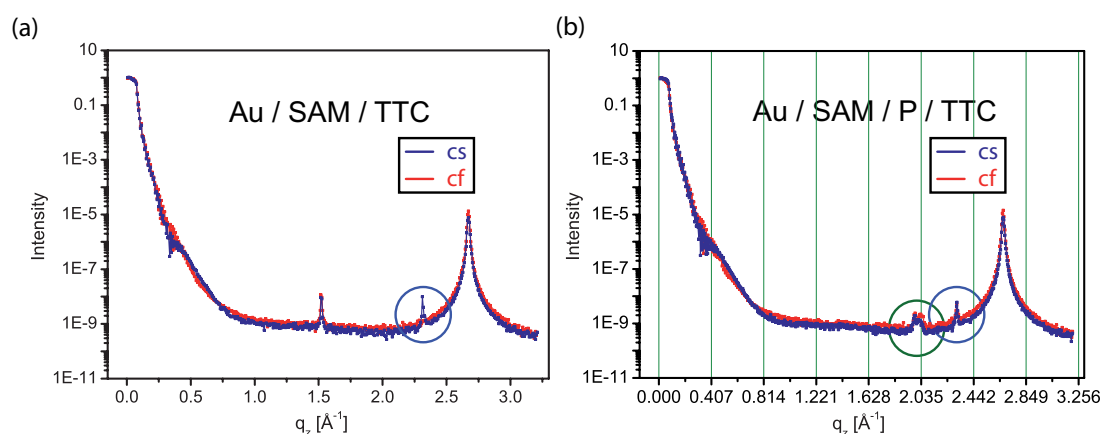 (a)
10
0.1
1E-3
1E-5
1E-7
1E-9
1E-11
Intensity
Au / SAM / TTC
cs
cf
0.0 0.5 1.0 1.5 2.0 2.5 3.0
q_z [Å⁻¹]
(b)
10
0.1
1E-3
1E-5
1E-7
1E-9
1E-11
Intensity
Au / SAM / P / TTC
cs
cf
0.000 0.407 0.814 1.221 1.628 2.035 2.442 2.849 3.256
q_z [Å⁻¹]